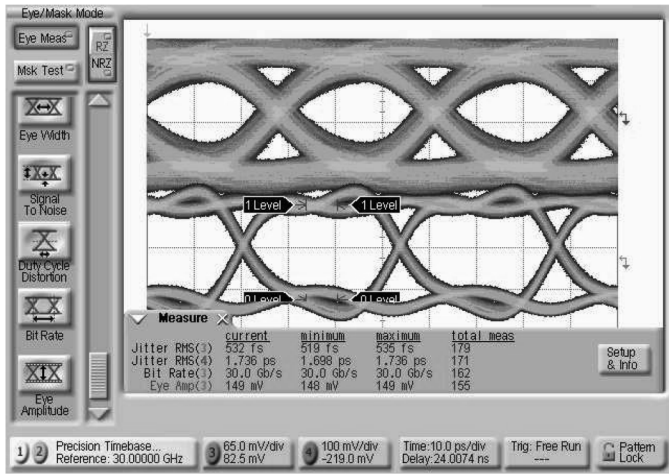 Eye/Mask Mode
Eye Meas
RZ
NRZ
Msk Test
Eye Width
Signal
To Noise
Duty Cycle
Distortion
Bit Rate
Eye
Amplitude
1 Level
1 Level
0 Level
0 Level
Measure
current minimum maximum total meas
Jitter RMS(3) 532 fs 519 fs 535 fs 179
Jitter RMS(4) 1.736 ps 1.698 ps 1.736 ps 171
Bit Rate(3) 30.0 Gb/s 30.0 Gb/s 30.0 Gb/s 162
Eye Amp(3) 149 mV 148 mV 149 mV 155
Setup
& Info
1 2 Precision Timebase...
Reference: 30.00000 GHz
3 65.0 mV/div
82.5 mV
4 100 mV/div
-219.0 mV
Time:10.0 ps/div
Delay:24.0074 ns
Trig: Free Run
---
Pattern
Lock